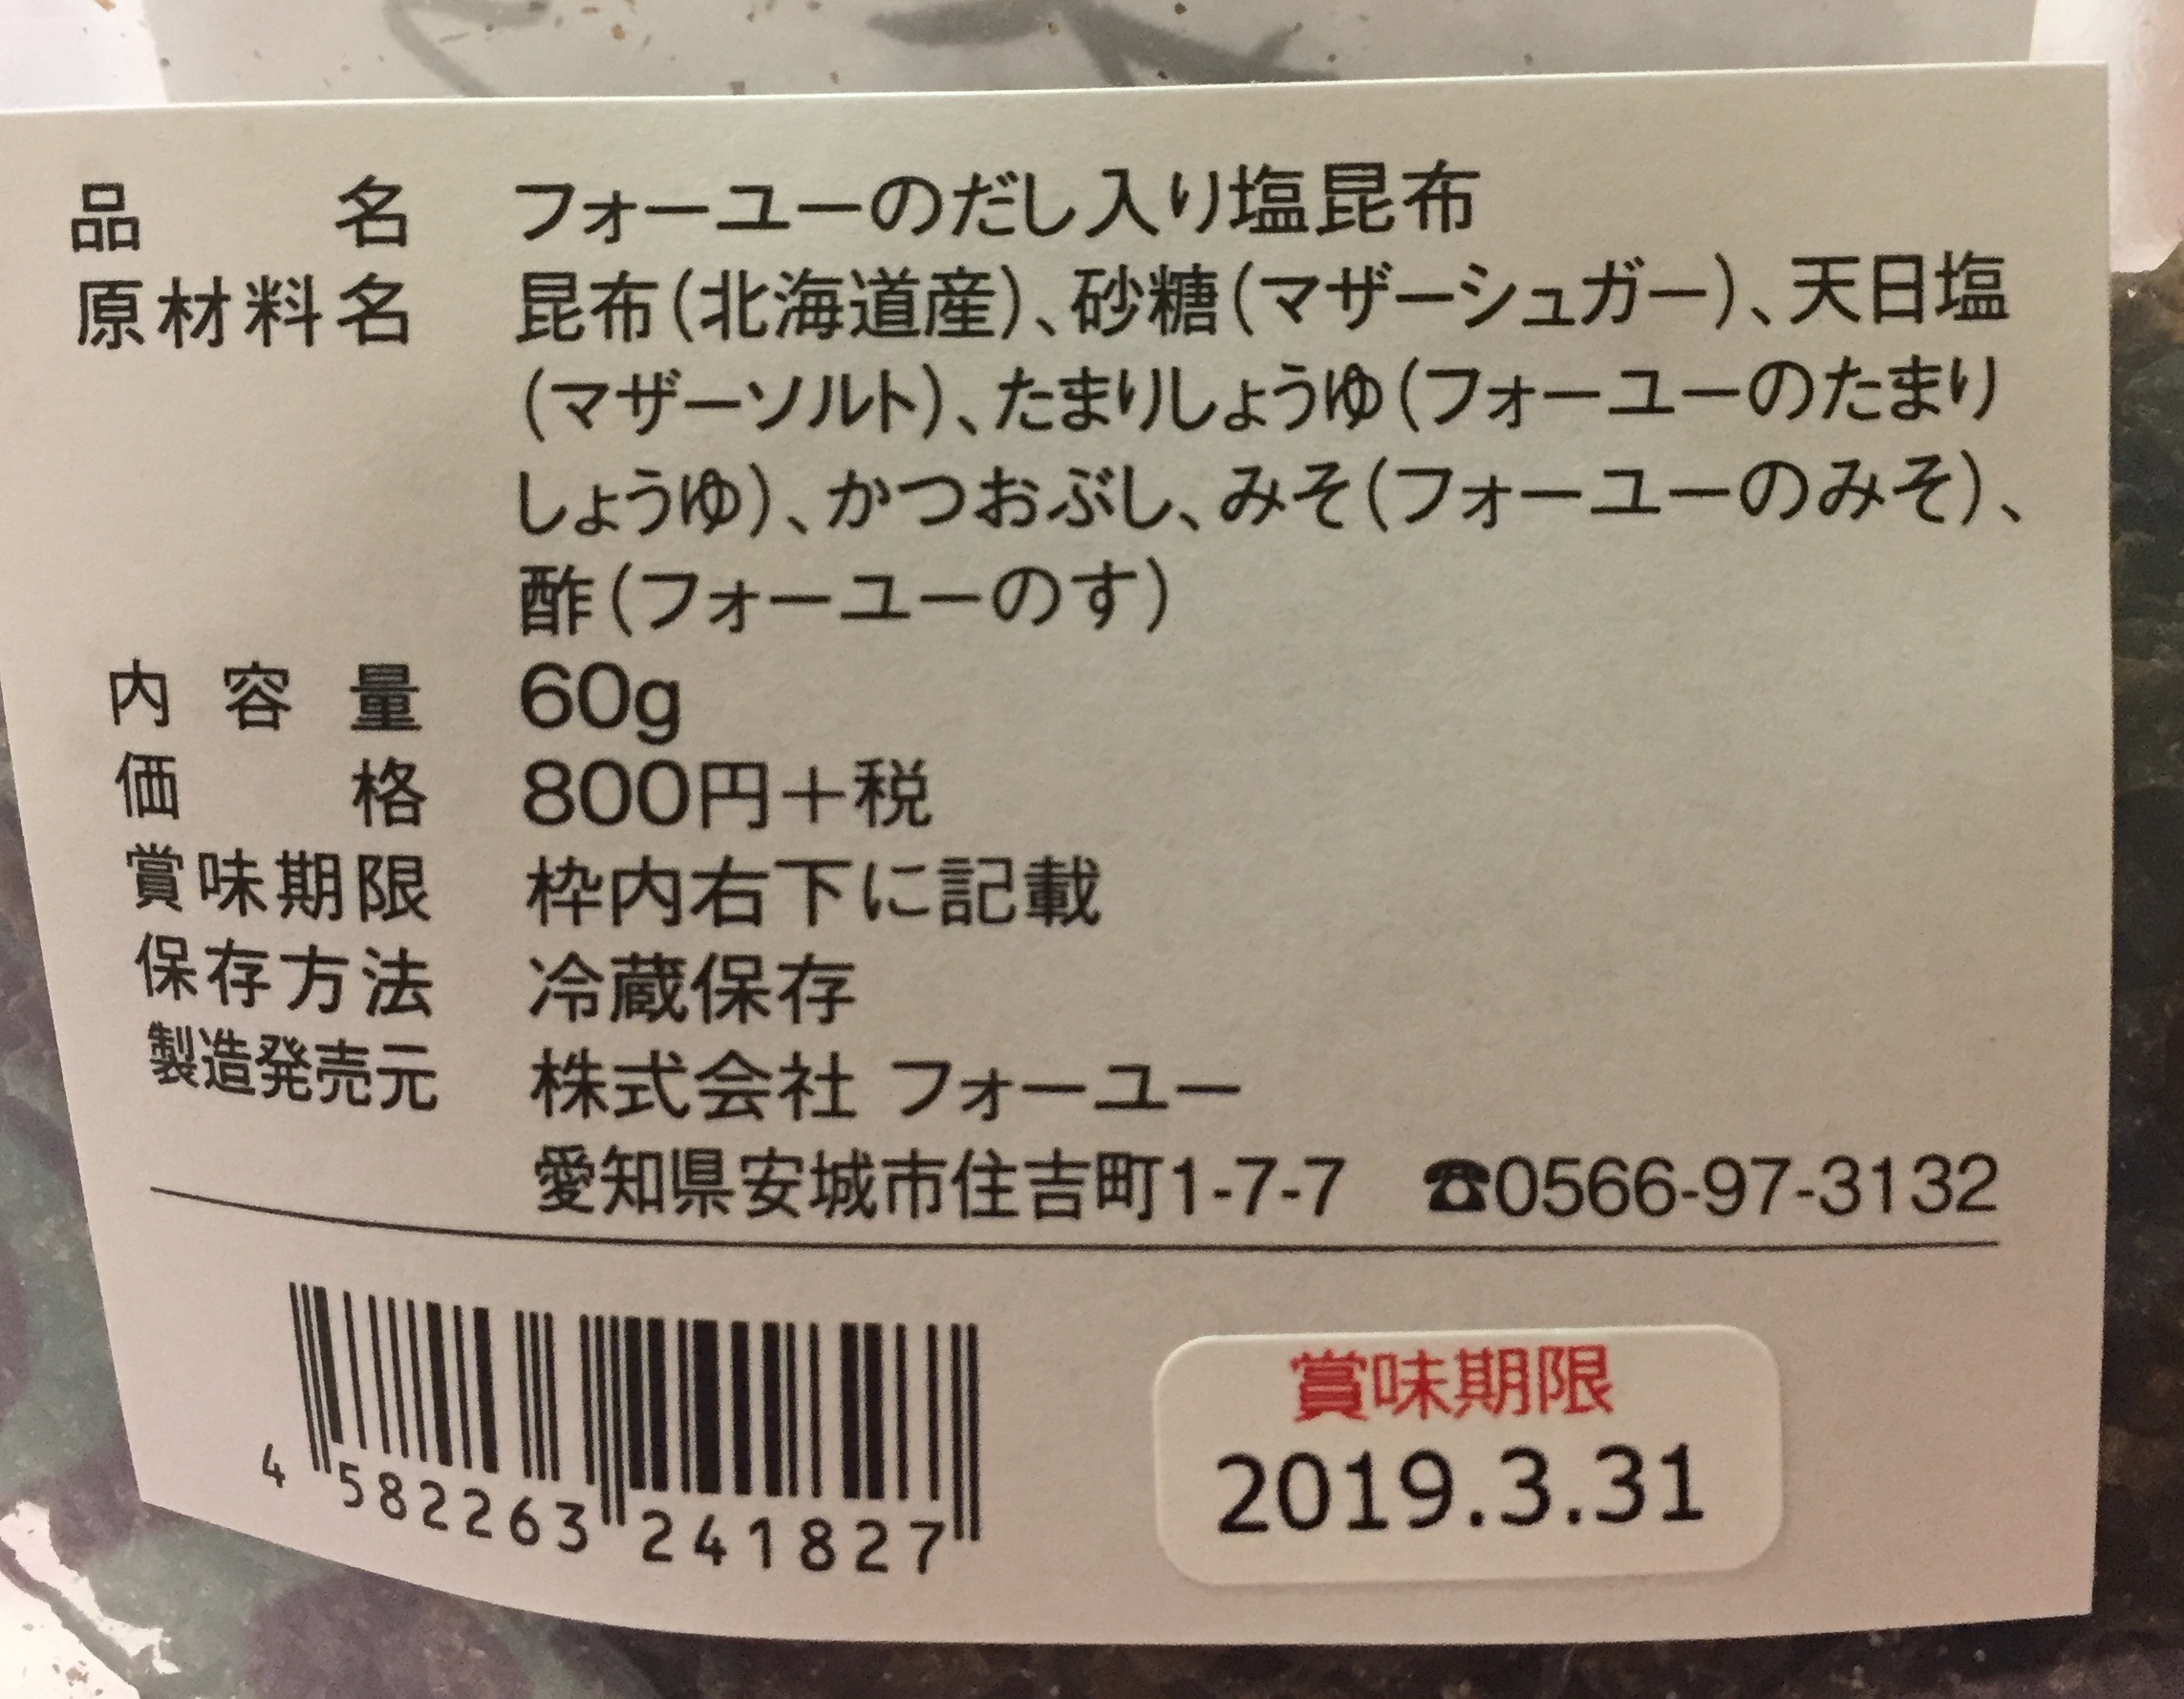 品名 フォーユーのだし入り塩昆布
原材料名 昆布(北海道産)、砂糖(マザーシュガー)、天日塩
(マザーソルト)、たまりしょうゆ(フォーユーのたまり
しょうゆ)、かつおぶし、みそ(フォーユーのみそ)、
酢(フォーユーのす)
内容量 60g
価格 800円+税
賞味期限 枠内右下に記載
保存方法 冷蔵保存
製造発売元 株式会社 フォーユー
愛知県安城市住吉町1-7-7 ☎0566-97-3132
賞味期限
2019.3.31
4 582263 241827